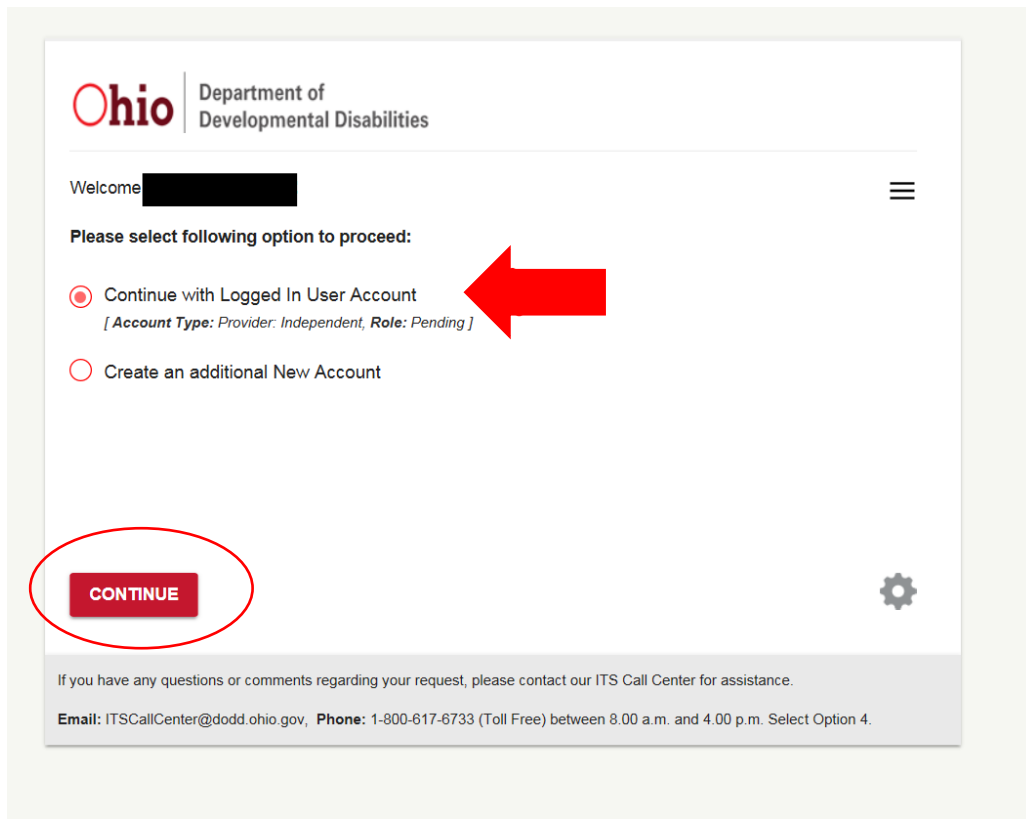 Ohio
Department of
Developmental Disabilities
Welcome
Please select following option to proceed:
Continue with Logged In User Account
[ Account Type: Provider: Independent, Role: Pending ]
Create an additional New Account
CONTINUE
If you have any questions or comments regarding your request, please contact our ITS Call Center for assistance.
Email: ITSCallCenter@dodd.ohio.gov, Phone: 1-800-617-6733 (Toll Free) between 8.00 a.m. and 4.00 p.m. Select Option 4.